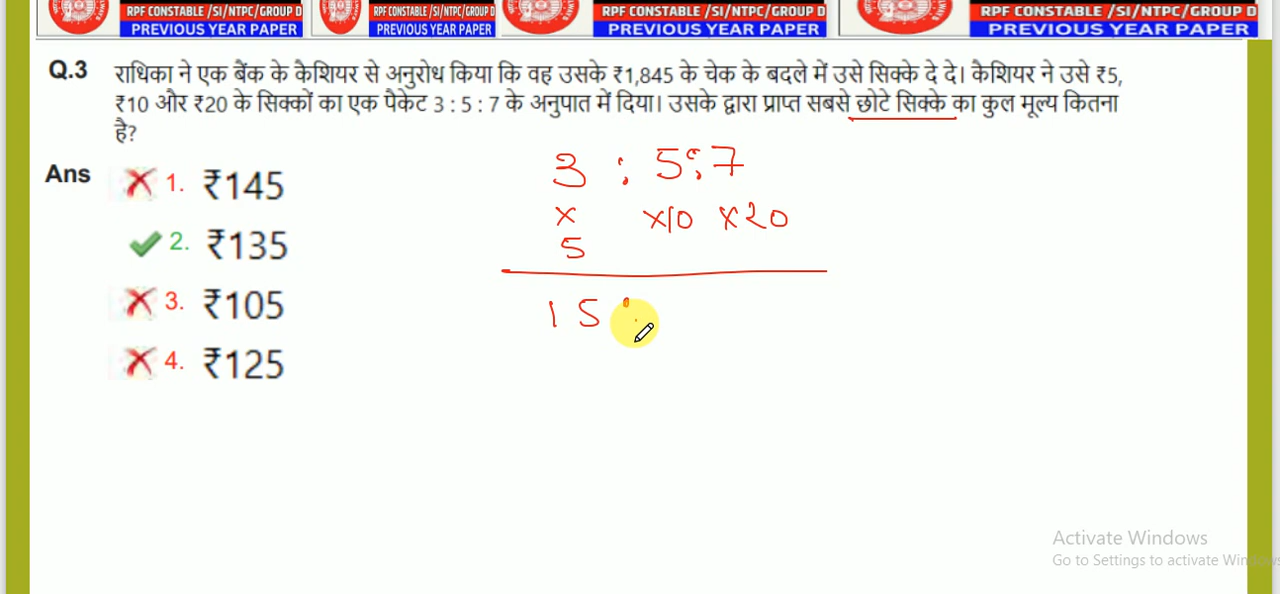 RPF CONSTABLE /SI/NTPC/GROUP D RPF CONSTABLE /SI/NTPC/GROUP D RPF CONSTABLE /SI/NTPC/GROUP D RPF CONSTABLE /SI/NTPC/GROUP D
PREVIOUS YEAR PAPER PREVIOUS YEAR PAPER PREVIOUS YEAR PAPER PREVIOUS YEAR PAPER
Q.3 राधिका ने एक बैंक के कैशियर से अनुरोध किया कि वह उसके ₹1,845 के चेक के बदले में उसे सिक्के दे दे। कैशियर ने उसे ₹5,
₹10 और ₹20 के सिक्कों का एक पैकेट 3 : 5 : 7 के अनुपात में दिया। उसके द्वारा प्राप्त सबसे छोटे सिक्के का कुल मूल्य कितना
है?
3 : 5 : 7
Ans 1. ₹145
× ×10 ×20
2. ₹135
5
3. ₹105
15 :
4. ₹125
Activate Windows
Go to Settings to activate Windows